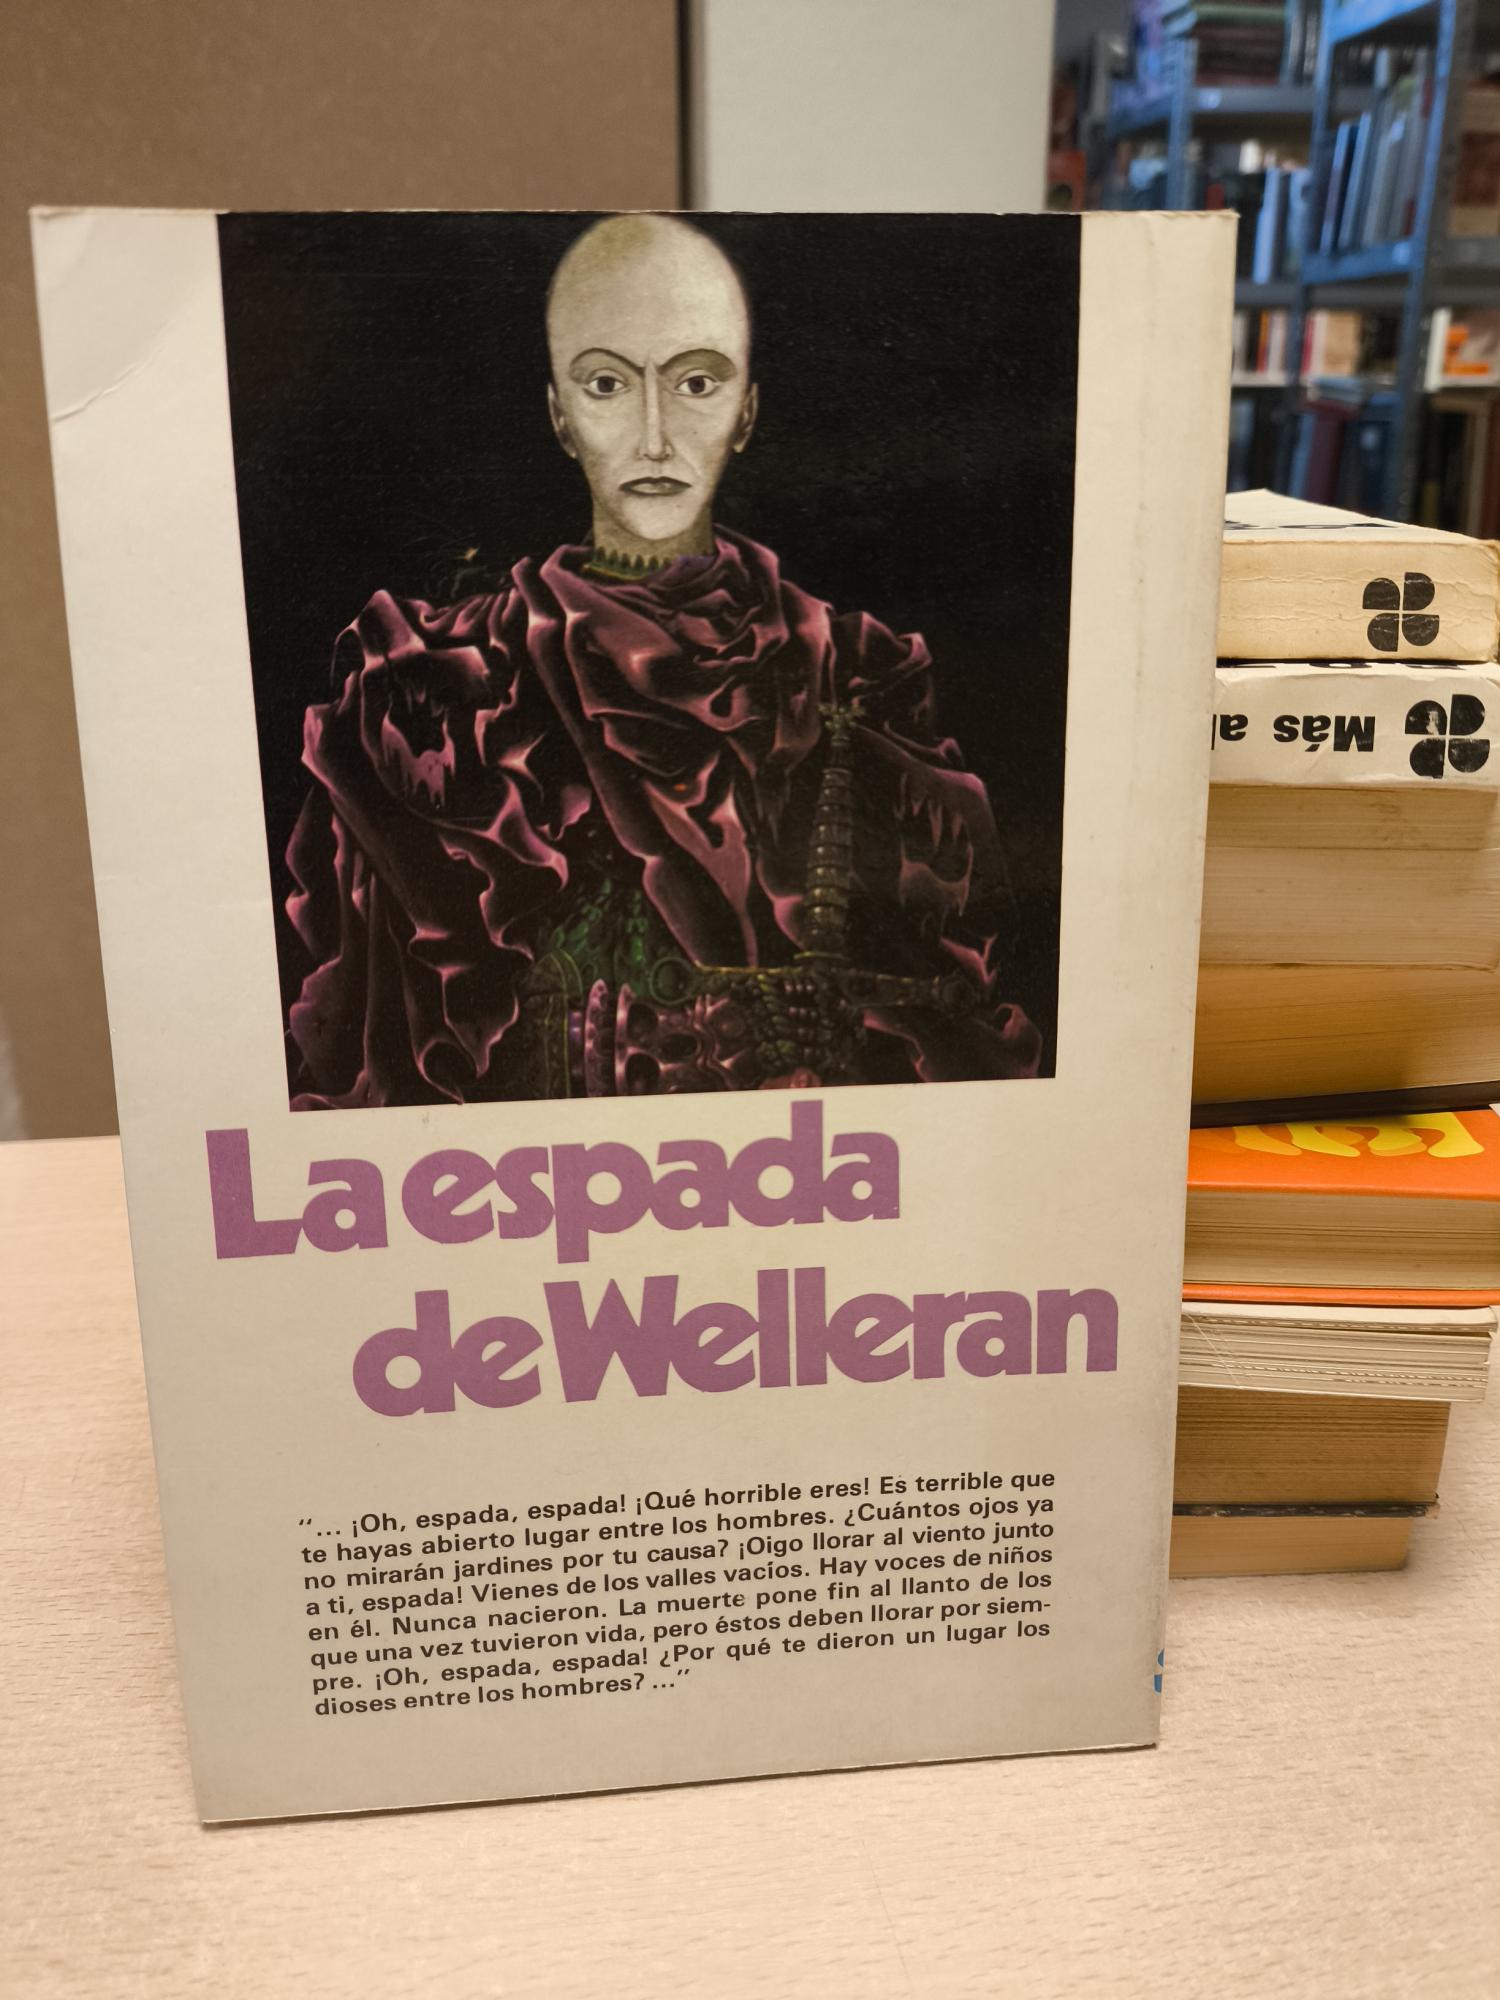 La espada
de Welleran
“... ¡Oh, espada, espada! ¡Qué horrible eres! Es terrible que
te hayas abierto lugar entre los hombres. ¿Cuántos ojos ya
no mirarán jardines por tu causa? ¡Oigo llorar al viento junto
a ti, espada! Vienes de los valles vacíos. Hay voces de niños
en él. Nunca nacieron. La muerte pone fin al llanto de los
que una vez tuvieron vida, pero éstos deben llorar por siem-
pre. ¡Oh, espada, espada! ¿Por qué te dieron un lugar los
dioses entre los hombres? ...”
Más